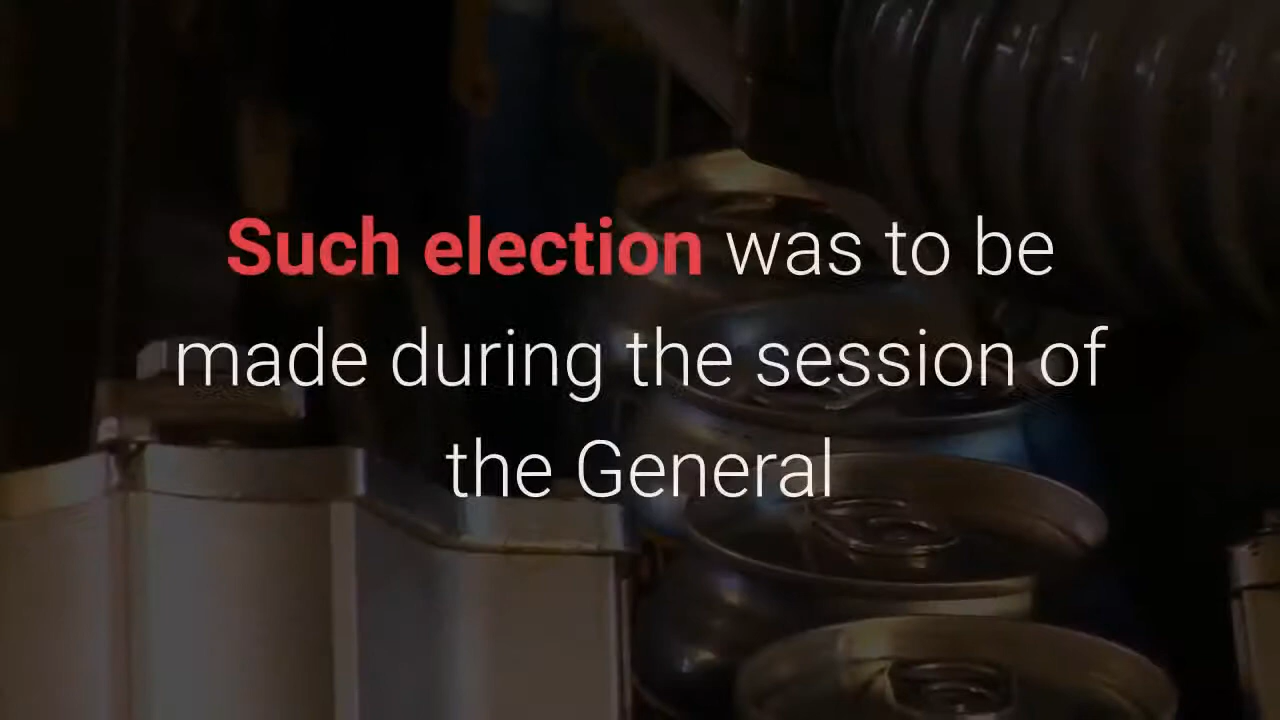 Such election was to be
made during the session of
the General